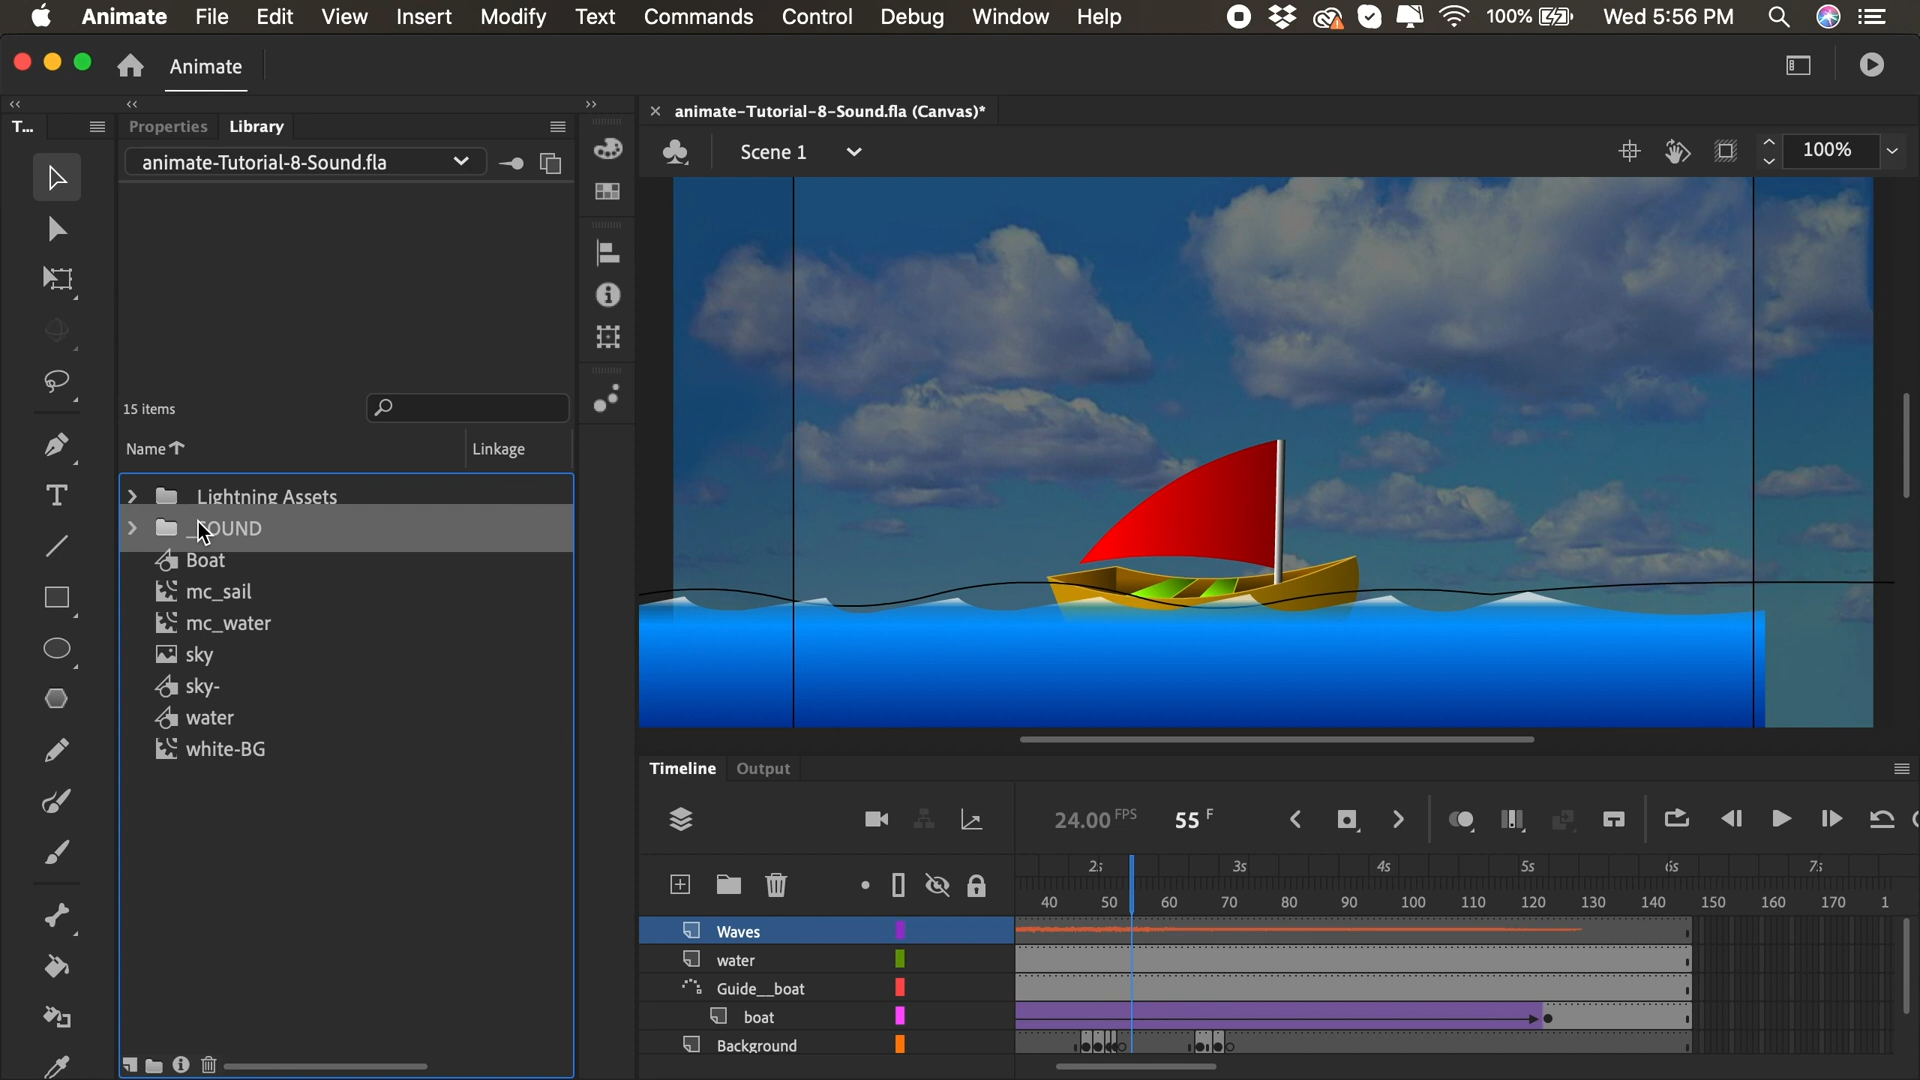 Animate File Edit View Insert Modify Text Commands Control Debug Window Help 100% Wed 5:56 PM
Animate
T... Properties Library
animate-Tutorial-8-Sound.fla (Canvas)*
animate-Tutorial-8-Sound.fla
Scene 1 100%
15 items
Name Linkage
Lightning Assets
_SOUND
Boat
mc_sail
mc_water
sky
sky-
water
white-BG
Timeline Output
24.00 FPS 55 F
2s 3s 4s 5s 6s 7s
40 50 60 70 80 90 100 110 120 130 140 150 160 170 1
Waves
water
Guide__boat
boat
Background